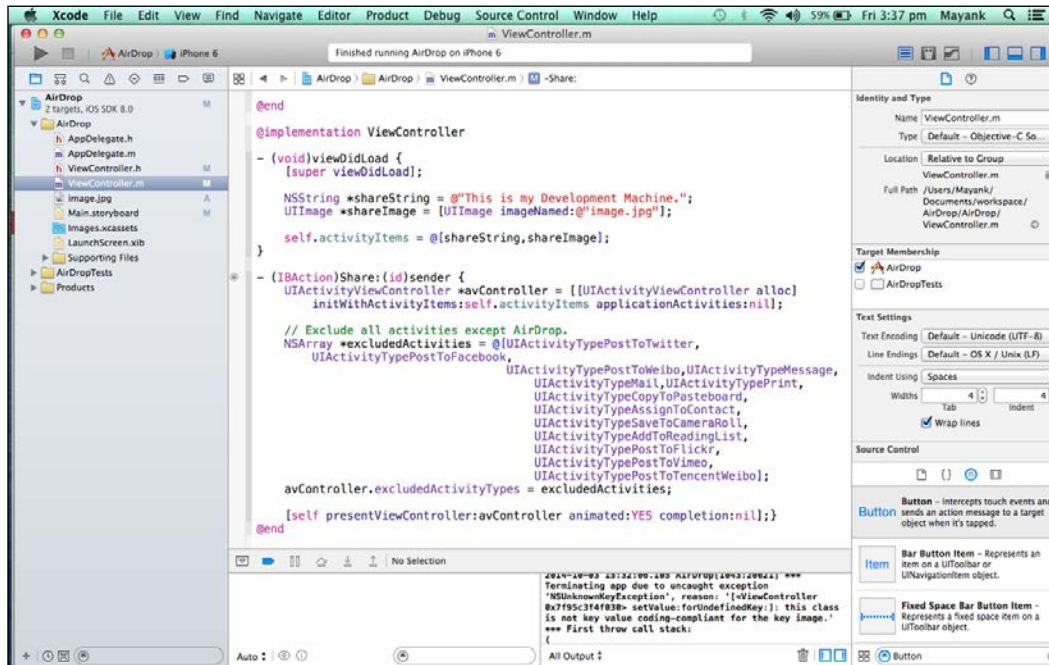 Xcode File Edit View Find Navigate Editor Product Debug Source Control Window Help 59% Fri 3:37 pm Mayank
ViewController.m
AirDrop iPhone 6
Finished running AirDrop on iPhone 6
AirDrop AirDrop ViewController.m M -Share:
AirDrop M
2 targets, iOS SDK 8.0
AirDrop
h AppDelegate.h
m AppDelegate.m
h ViewController.h M
m ViewController.m M
image.jpg A
Main.storyboard M
Images.xcassets
LaunchScreen.xib
Supporting Files
AirDropTests
Products
@end
@implementation ViewController
- (void)viewDidLoad {
[super viewDidLoad];
NSString *shareString = @"This is my Development Machine.";
UIImage *shareImage = [UIImage imageNamed:@"image.jpg"];
self.activityItems = @[shareString,shareImage];
}
- (IBAction)Share:(id)sender {
UIActivityViewController *avController = [[UIActivityViewController alloc]
initWithActivityItems:self.activityItems applicationActivities:nil];
// Exclude all activities except AirDrop.
NSArray *excludedActivities = @[UIActivityTypePostToTwitter,
UIActivityTypePostToFacebook,
UIActivityTypePostToWeibo,UIActivityTypeMessage,
UIActivityTypeMail,UIActivityTypePrint,
UIActivityTypeCopyToPasteboard,
UIActivityTypeAssignToContact,
UIActivityTypeSaveToCameraRoll,
UIActivityTypeAddToReadingList,
UIActivityTypePostToFlickr,
UIActivityTypePostToVimeo,
UIActivityTypePostToTencentWeibo];
avController.excludedActivityTypes = excludedActivities;
[self presentViewController:avController animated:YES completion:nil];}
@end
No Selection
2014-10-03 15:32:06.105 AirDrop[1043:20621] ***
Terminating app due to uncaught exception
'NSUnknownKeyException', reason: '[<ViewController
0x7f95c3f4f030> setValue:forUndefinedKey:]: this class
is not key value coding-compliant for the key image.'
*** First throw call stack:
(
Auto
All Output
Identity and Type
Name ViewController.m
Type Default - Objective-C So...
Location Relative to Group
ViewController.m
Full Path /Users/Mayank/
Documents/workspace/
AirDrop/AirDrop/
ViewController.m
Target Membership
AirDrop
AirDropTests
Text Settings
Text Encoding Default - Unicode (UTF-8)
Line Endings Default - OS X / Unix (LF)
Indent Using Spaces
Widths 4 4
Tab Indent
Wrap lines
Source Control
{}
Button
Button - Intercepts touch events and
sends an action message to a target
object when it's tapped.
Item
Bar Button Item - Represents an
item on a UIToolbar or
UINavigationItem object.
Fixed Space Bar Button Item -
Represents a fixed space item on a
UIToolbar object.
Button